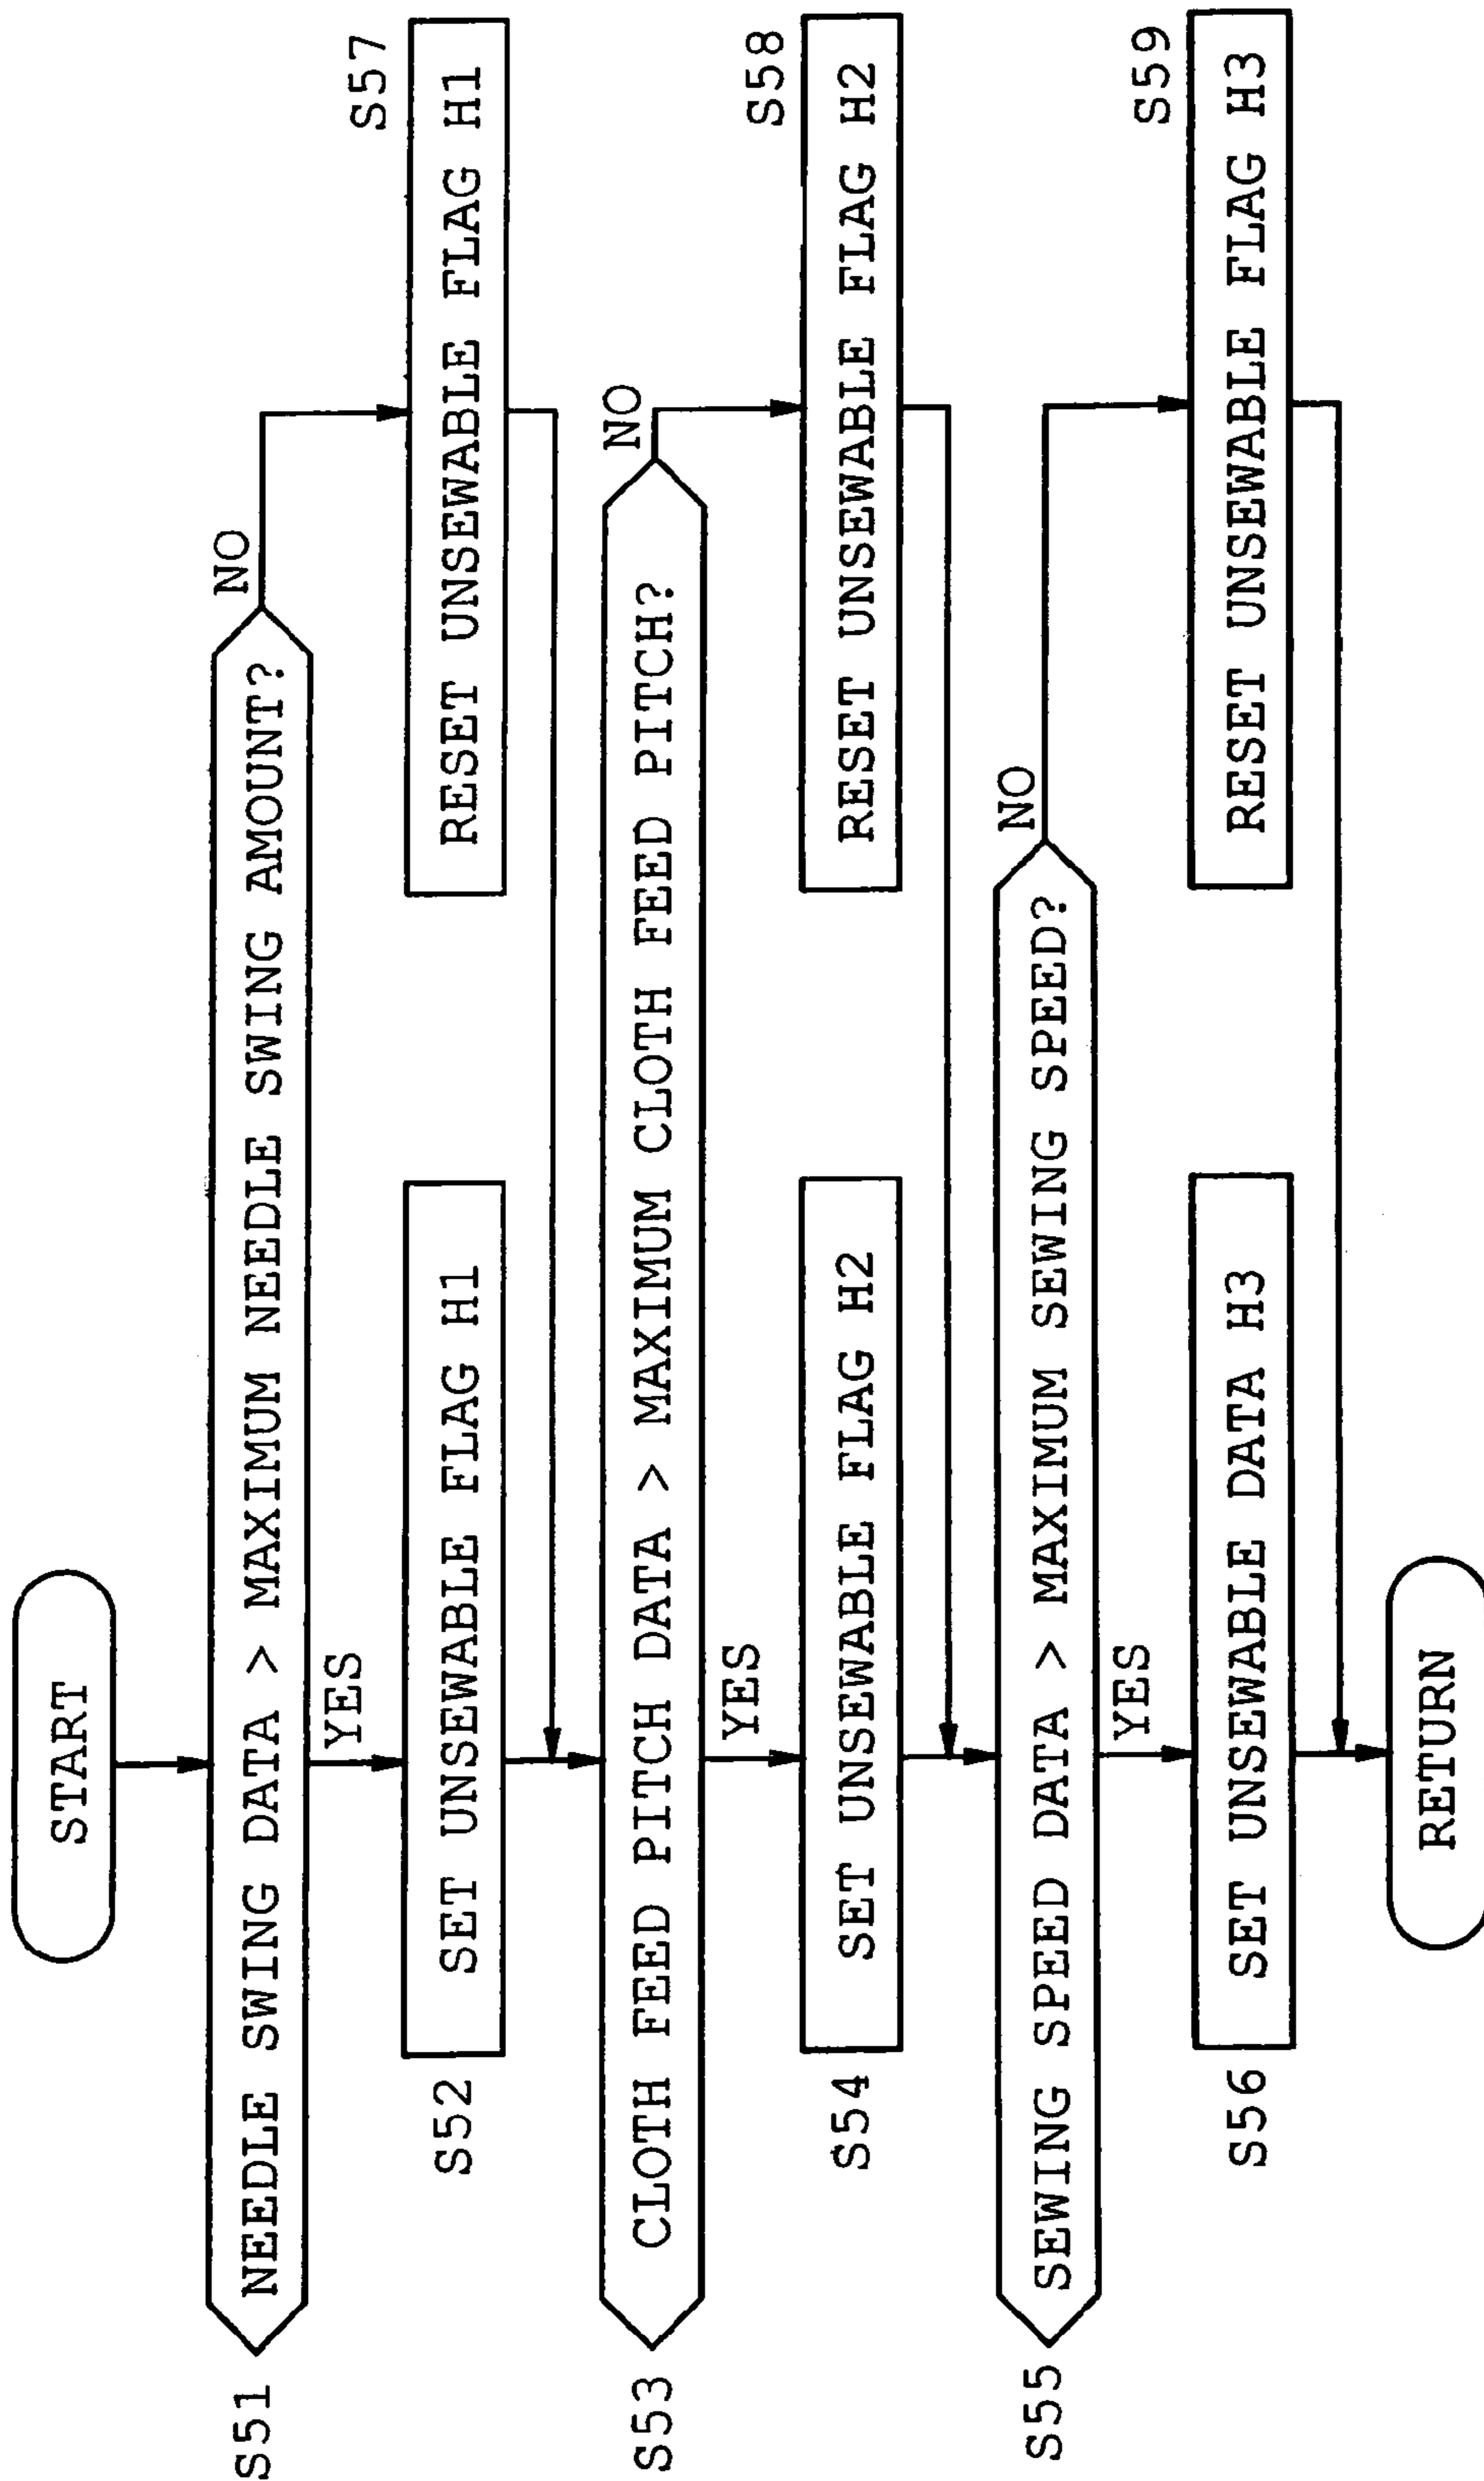 START
S51
NEEDLE SWING DATA > MAXIMUM NEEDLE SWING AMOUNT?
NO
YES
S57
S52
SET UNSEWABLE FLAG H1
RESET UNSEWABLE FLAG H1
S53
CLOTH FEED PITCH DATA > MAXIMUM CLOTH FEED PITCH?
NO
YES
S58
S54
SET UNSEWABLE FLAG H2
RESET UNSEWABLE FLAG H2
S55
SEWING SPEED DATA > MAXIMUM SEWING SPEED?
NO
YES
S59
S56
SET UNSEWABLE DATA H3
RESET UNSEWABLE FLAG H3
RETURN